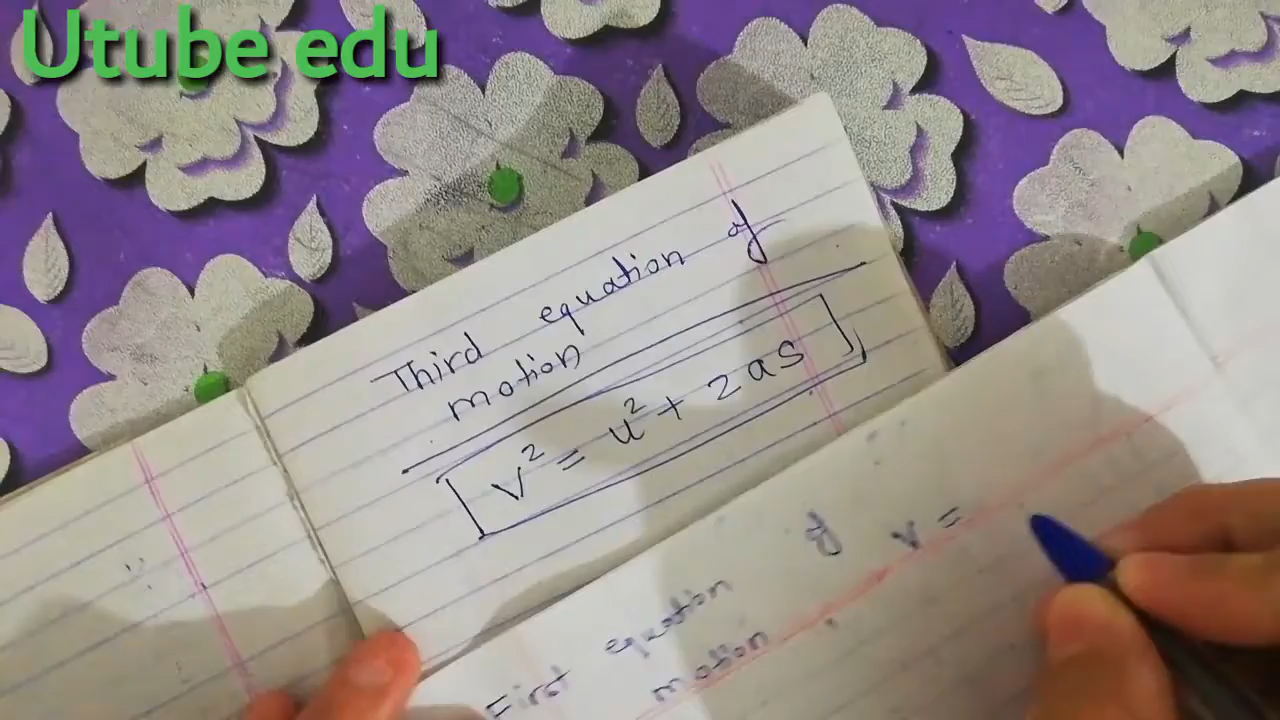 Utube edu
Third equation of
motion
v² = u² + 2as
First equation of v =
motion